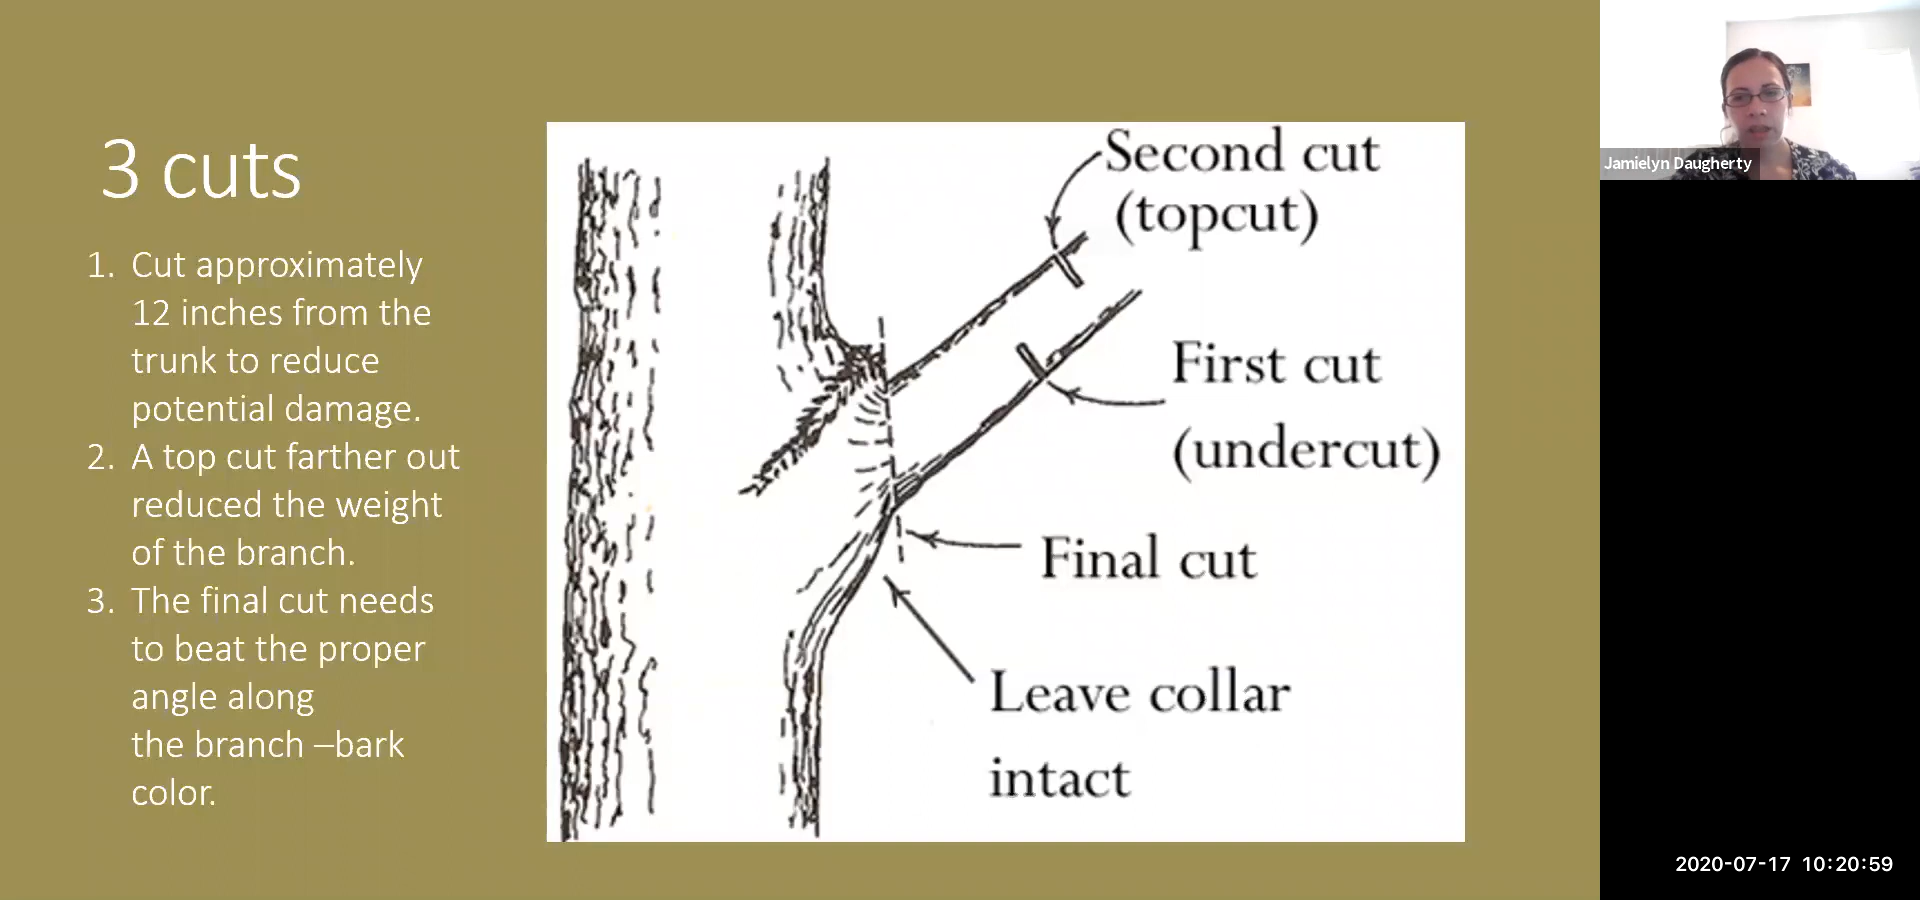 3 cuts
1. Cut approximately
12 inches from the
trunk to reduce
potential damage.
2. A top cut farther out
reduced the weight
of the branch.
3. The final cut needs
to beat the proper
angle along
the branch –bark
color.
Second cut
(topcut)
First cut
(undercut)
Final cut
Leave collar
intact
Jamielyn Daugherty
2020-07-17 10:20:59